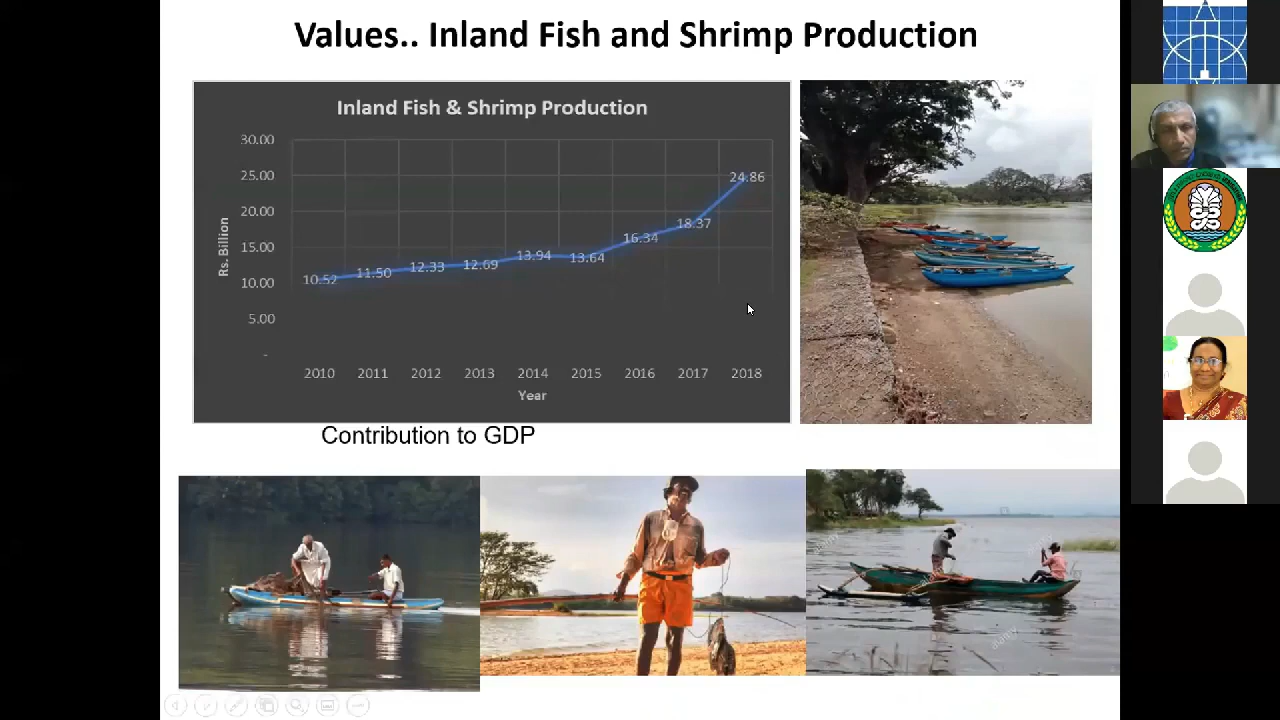 Values.. Inland Fish and Shrimp Production
Inland Fish & Shrimp Production
30.00
25.00
20.00
15.00
10.00
5.00
-
Rs. Billion
10.52
11.50
12.33
12.69
13.94
13.64
16.34
18.37
24.86
2010 2011 2012 2013 2014 2015 2016 2017 2018
Year
Contribution to GDP